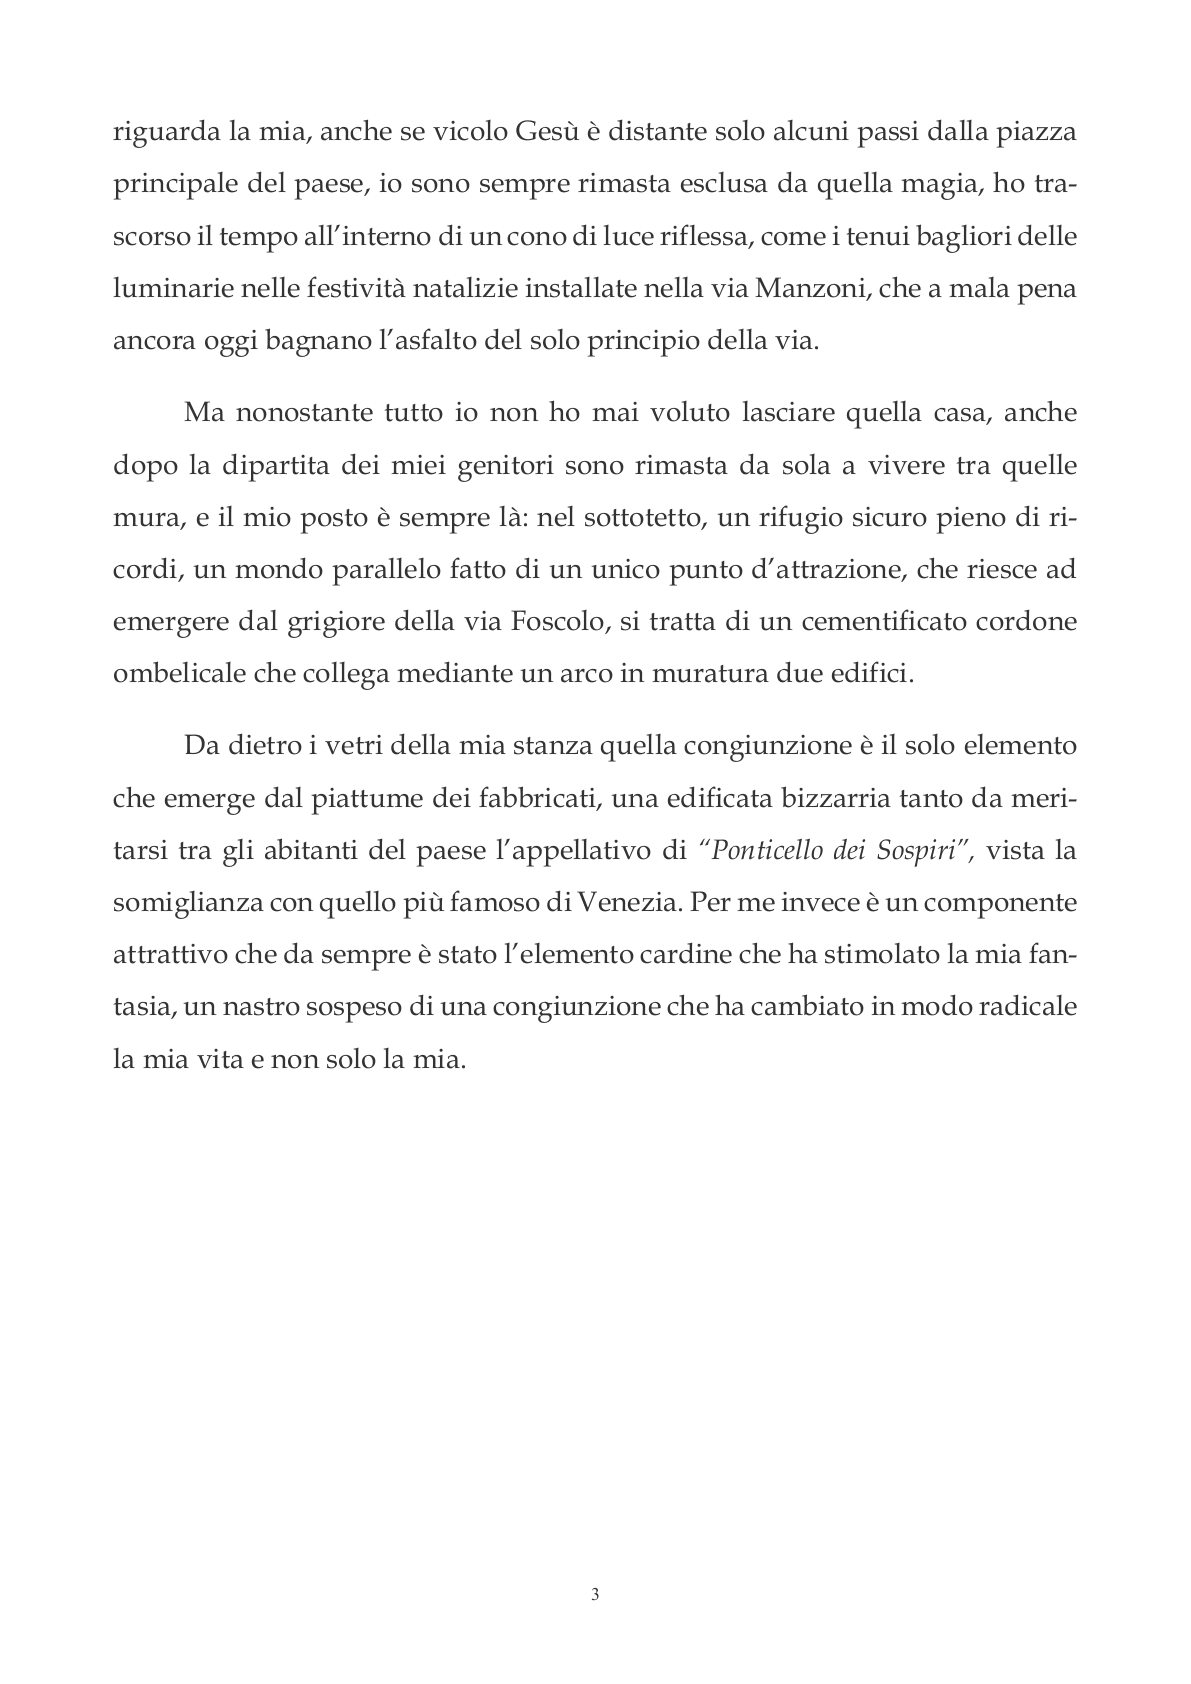 riguarda la mia, anche se vicolo Gesù è distante solo alcuni passi dalla piazza
principale del paese, io sono sempre rimasta esclusa da quella magia, ho tra-
scorso il tempo all’interno di un cono di luce riflessa, come i tenui bagliori delle
luminarie nelle festività natalizie installate nella via Manzoni, che a mala pena
ancora oggi bagnano l’asfalto del solo principio della via.
Ma nonostante tutto io non ho mai voluto lasciare quella casa, anche
dopo la dipartita dei miei genitori sono rimasta da sola a vivere tra quelle
mura, e il mio posto è sempre là: nel sottotetto, un rifugio sicuro pieno di ri-
cordi, un mondo parallelo fatto di un unico punto d’attrazione, che riesce ad
emergere dal grigiore della via Foscolo, si tratta di un cementificato cordone
ombelicale che collega mediante un arco in muratura due edifici.
Da dietro i vetri della mia stanza quella congiunzione è il solo elemento
che emerge dal piattume dei fabbricati, una edificata bizzarria tanto da meri-
tarsi tra gli abitanti del paese l’appellativo di “Ponticello dei Sospiri”, vista la
somiglianza con quello più famoso di Venezia. Per me invece è un componente
attrattivo che da sempre è stato l’elemento cardine che ha stimolato la mia fan-
tasia, un nastro sospeso di una congiunzione che ha cambiato in modo radicale
la mia vita e non solo la mia.
3